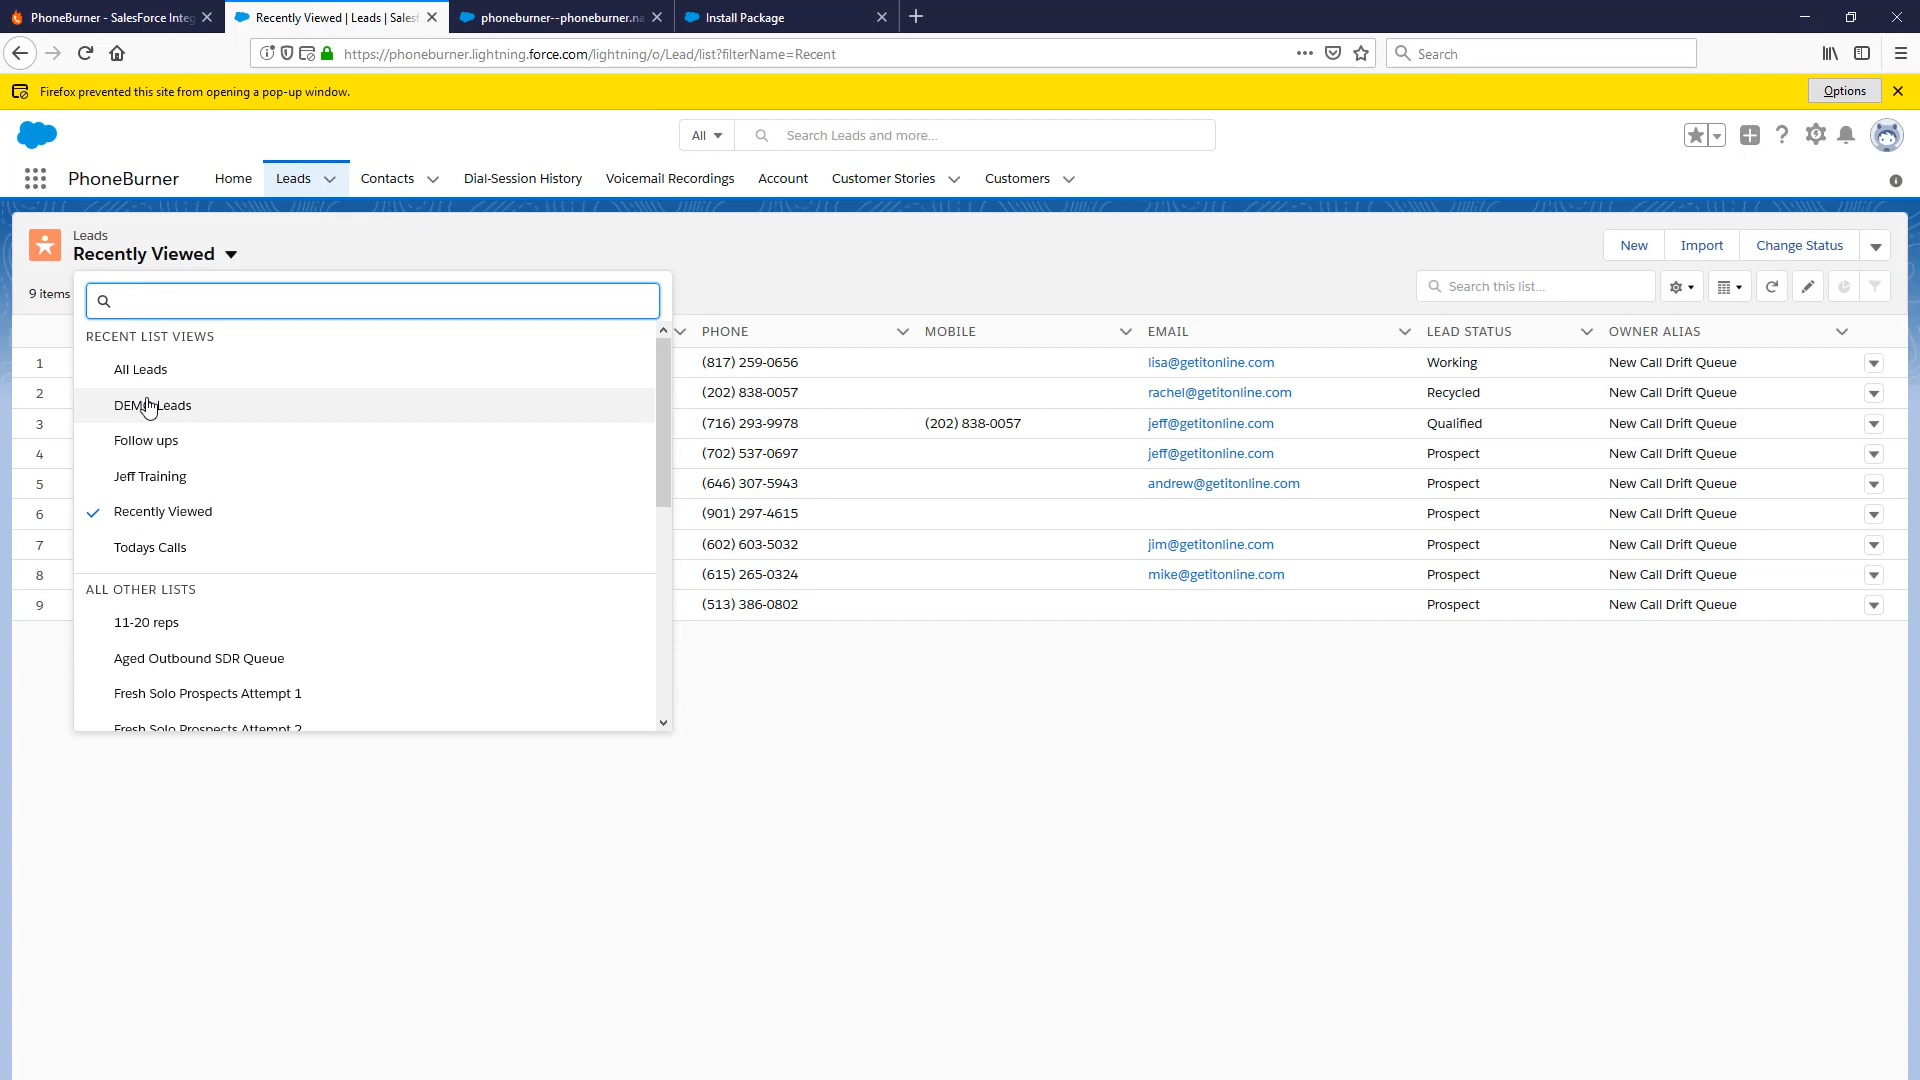 PhoneBurner - SalesForce Integ
Recently Viewed | Leads | Salesf
phoneburner--phoneburner.na
Install Package
https://phoneburner.lightning.force.com/lightning/o/Lead/list?filterName=Recent
Search
Firefox prevented this site from opening a pop-up window.
Options
All
Search Leads and more...
PhoneBurner
Home
Leads
Contacts
Dial-Session History
Voicemail Recordings
Account
Customer Stories
Customers
Leads
Recently Viewed
New
Import
Change Status
9 items
Search this list...
RECENT LIST VIEWS
All Leads
DEMO Leads
Follow ups
Jeff Training
Recently Viewed
Todays Calls
ALL OTHER LISTS
11-20 reps
Aged Outbound SDR Queue
Fresh Solo Prospects Attempt 1
Fresh Solo Prospects Attempt 2
PHONE MOBILE EMAIL LEAD STATUS OWNER ALIAS
1 (817) 259-0656 lisa@getitonline.com Working New Call Drift Queue
2 (202) 838-0057 rachel@getitonline.com Recycled New Call Drift Queue
3 (716) 293-9978 (202) 838-0057 jeff@getitonline.com Qualified New Call Drift Queue
4 (702) 537-0697 jeff@getitonline.com Prospect New Call Drift Queue
5 (646) 307-5943 andrew@getitonline.com Prospect New Call Drift Queue
6 (901) 297-4615 Prospect New Call Drift Queue
7 (602) 603-5032 jim@getitonline.com Prospect New Call Drift Queue
8 (615) 265-0324 mike@getitonline.com Prospect New Call Drift Queue
9 (513) 386-0802 Prospect New Call Drift Queue